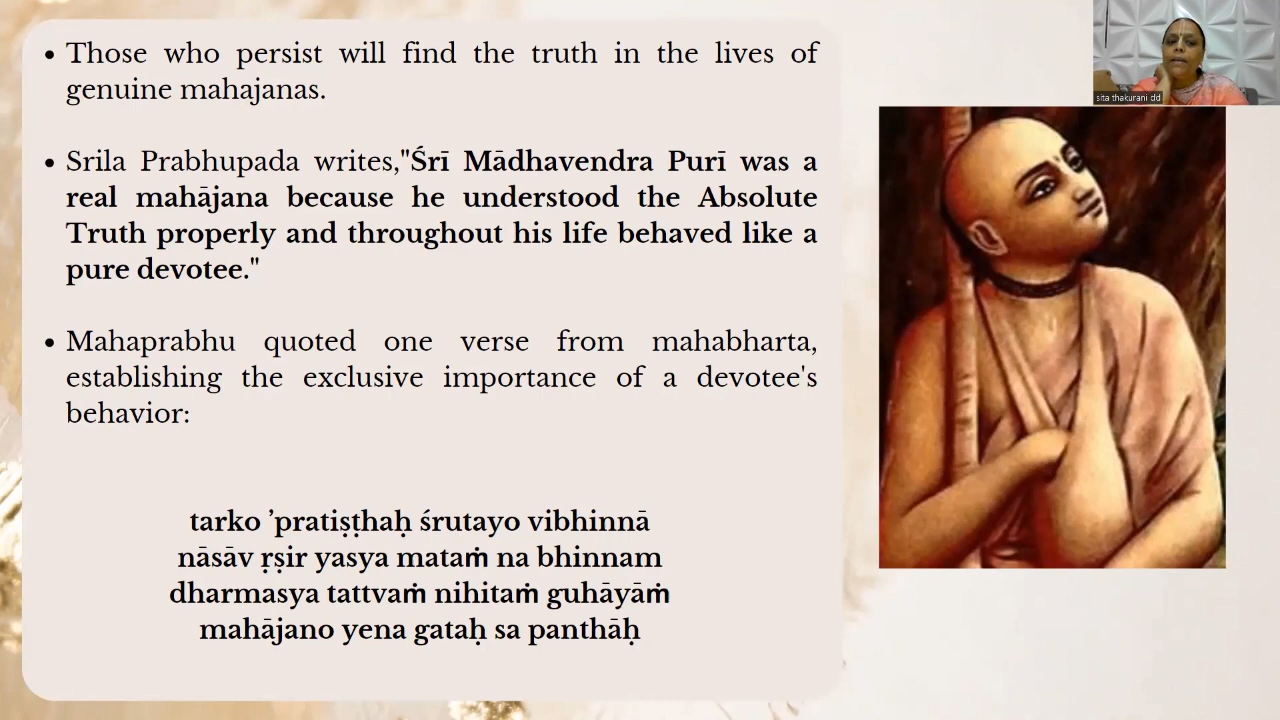 • Those who persist will find the truth in the lives of
genuine mahajanas.
• Srila Prabhupada writes,"Śrī Mādhavendra Purī was a
real mahājana because he understood the Absolute
Truth properly and throughout his life behaved like a
pure devotee."
• Mahaprabhu quoted one verse from mahabharta,
establishing the exclusive importance of a devotee's
behavior:
tarko ’pratiṣṭhaḥ śrutayo vibhinnā
nāsāv ṛṣir yasya mataṁ na bhinnam
dharmasya tattvaṁ nihitaṁ guhāyāṁ
mahājano yena gataḥ sa panthāḥ
sita thakurani dd